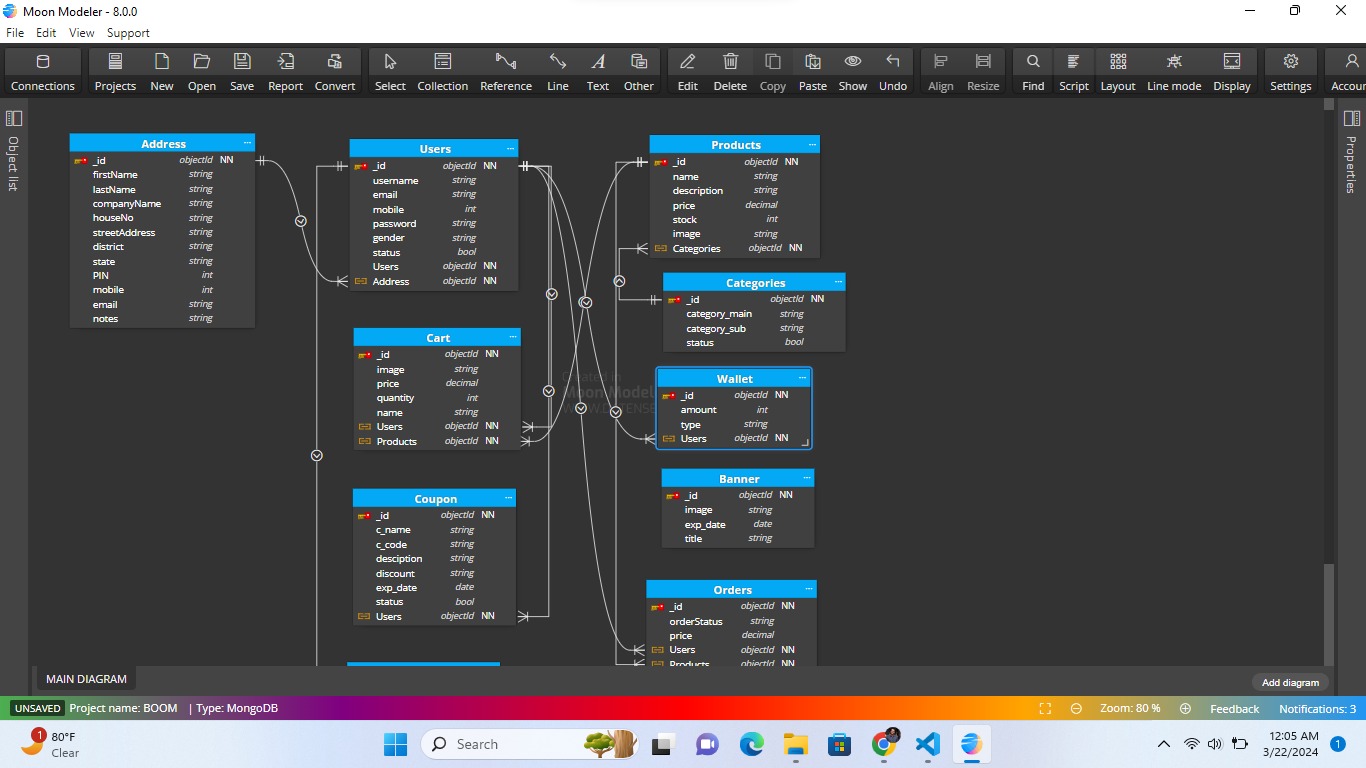 Moon Modeler - 8.0.0
File Edit View Support
Connections Projects New Open Save Report Convert Select Collection Reference Line Text Other Edit Delete Copy Paste Show Undo Align Resize Find Script Layout Line mode Display Settings Accour
Object list
Properties
Address ...
_id objectId NN
firstName string
lastName string
companyName string
houseNo string
streetAddress string
district string
state string
PIN int
mobile int
email string
notes string
Users ...
_id objectId NN
username string
email string
mobile int
password string
gender string
status bool
Users objectId NN
Address objectId NN
Cart ...
_id objectId NN
image string
price decimal
quantity int
name string
Users objectId NN
Products objectId NN
Coupon ...
_id objectId NN
c_name string
c_code string
desciption string
discount string
exp_date date
status bool
Users objectId NN
Products ...
_id objectId NN
name string
description string
price decimal
stock int
image string
Categories objectId NN
Categories ...
_id objectId NN
category_main string
category_sub string
status bool
Created in
Moon Model
Wallet ...
_id objectId NN
amount int
type string
Users objectId NN
Banner ...
_id objectId NN
image string
exp_date date
title string
Orders ...
_id objectId NN
orderStatus string
price decimal
Users objectId NN
Products objectId NN
MAIN DIAGRAM
Add diagram
UNSAVED Project name: BOOM | Type: MongoDB Zoom: 80 % Feedback Notifications: 3
1 80°F
Clear
Search
12:05 AM
3/22/2024
1